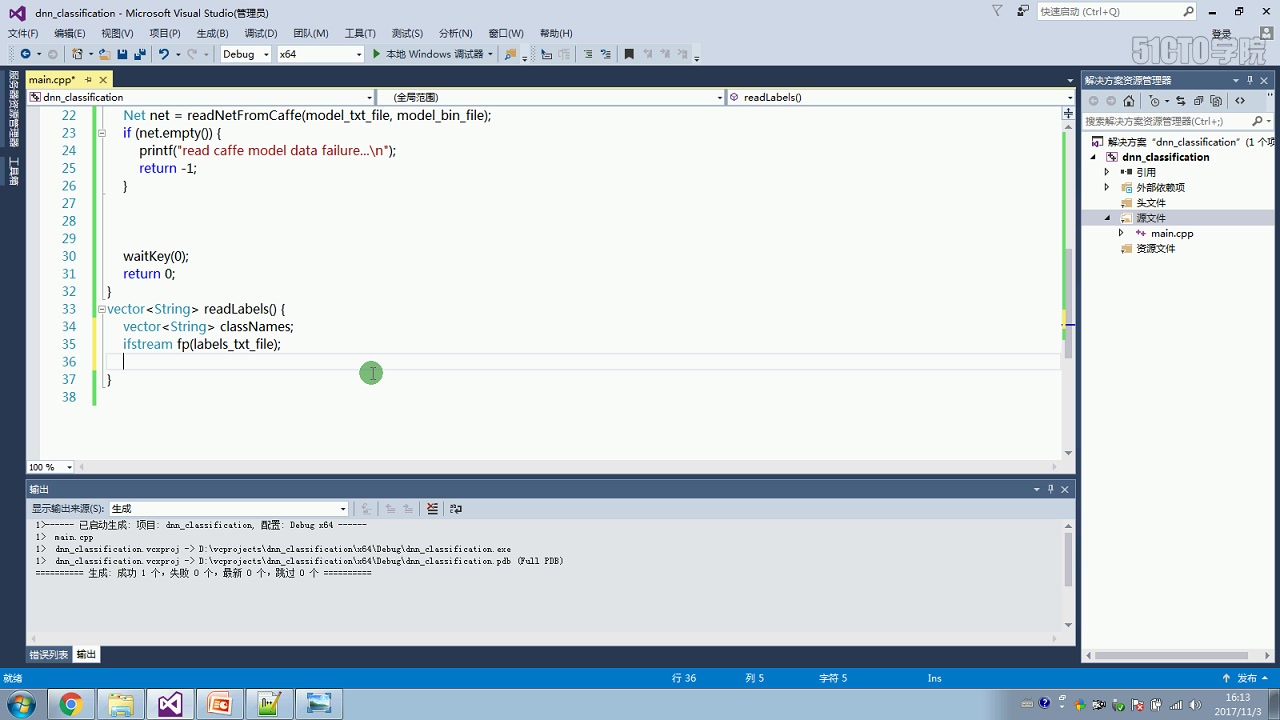 dnn_classification - Microsoft Visual Studio(管理员)
快速启动 (Ctrl+Q)
文件(F) 编辑(E) 视图(V) 项目(P) 生成(B) 调试(D) 团队(M) 工具(T) 测试(S) 分析(N) 窗口(W) 帮助(H)
登录
51CTO学院
Debug x64 本地 Windows 调试器
服务器资源管理器
工具箱
main.cpp*
dnn_classification (全局范围) readLabels()
22 Net net = readNetFromCaffe(model_txt_file, model_bin_file);
23 if (net.empty()) {
24 printf("read caffe model data failure...\n");
25 return -1;
26 }
27
28
29
30 waitKey(0);
31 return 0;
32 }
33 vector<String> readLabels() {
34 vector<String> classNames;
35 ifstream fp(labels_txt_file);
36
37 }
38
100 %
解决方案资源管理器
搜索解决方案资源管理器(Ctrl+;)
解决方案 "dnn_classification" (1 个项
dnn_classification
引用
外部依赖项
头文件
源文件
main.cpp
资源文件
输出
显示输出来源(S): 生成
1>------ 已启动生成: 项目: dnn_classification, 配置: Debug x64 ------
1> main.cpp
1> dnn_classification.vcxproj -> D:\vcprojects\dnn_classification\x64\Debug\dnn_classification.exe
1> dnn_classification.vcxproj -> D:\vcprojects\dnn_classification\x64\Debug\dnn_classification.pdb (Full PDB)
========== 生成: 成功 1 个，失败 0 个，最新 0 个，跳过 0 个 ==========
错误列表 输出
就绪 行 36 列 5 字符 5 Ins 发布
16:13
2017/11/3